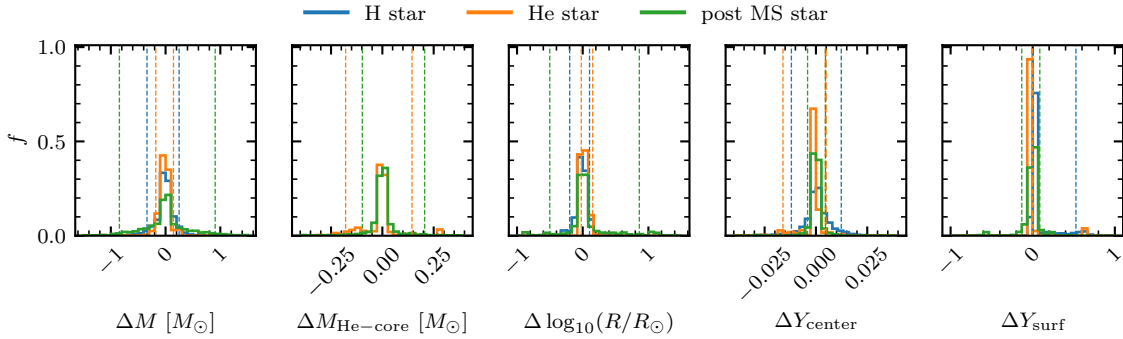 H star He star post MS star
f
1.0
0.5
0.0
−1 0 1
−0.25 0.00 0.25
−1 0 1
−0.025 0.000 0.025
−1 0 1
ΔM [M⊙]
ΔM_He−core [M⊙]
Δ log₁₀(R/R⊙)
ΔY_center
ΔY_surf